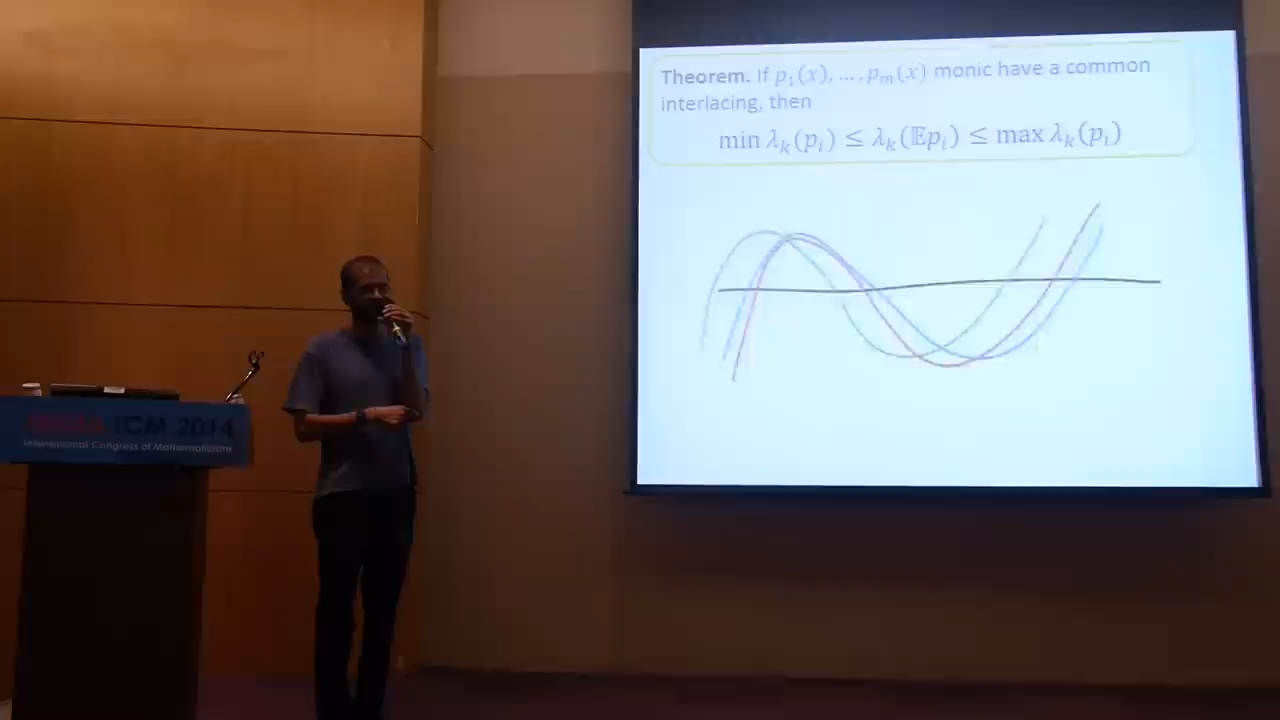 Theorem. If p₁(x), …, pₘ(x) monic have a common
interlacing, then
min λₖ(pᵢ) ≤ λₖ(𝔼pᵢ) ≤ max λₖ(pᵢ)
ICM 2014
International Congress of Mathematicians